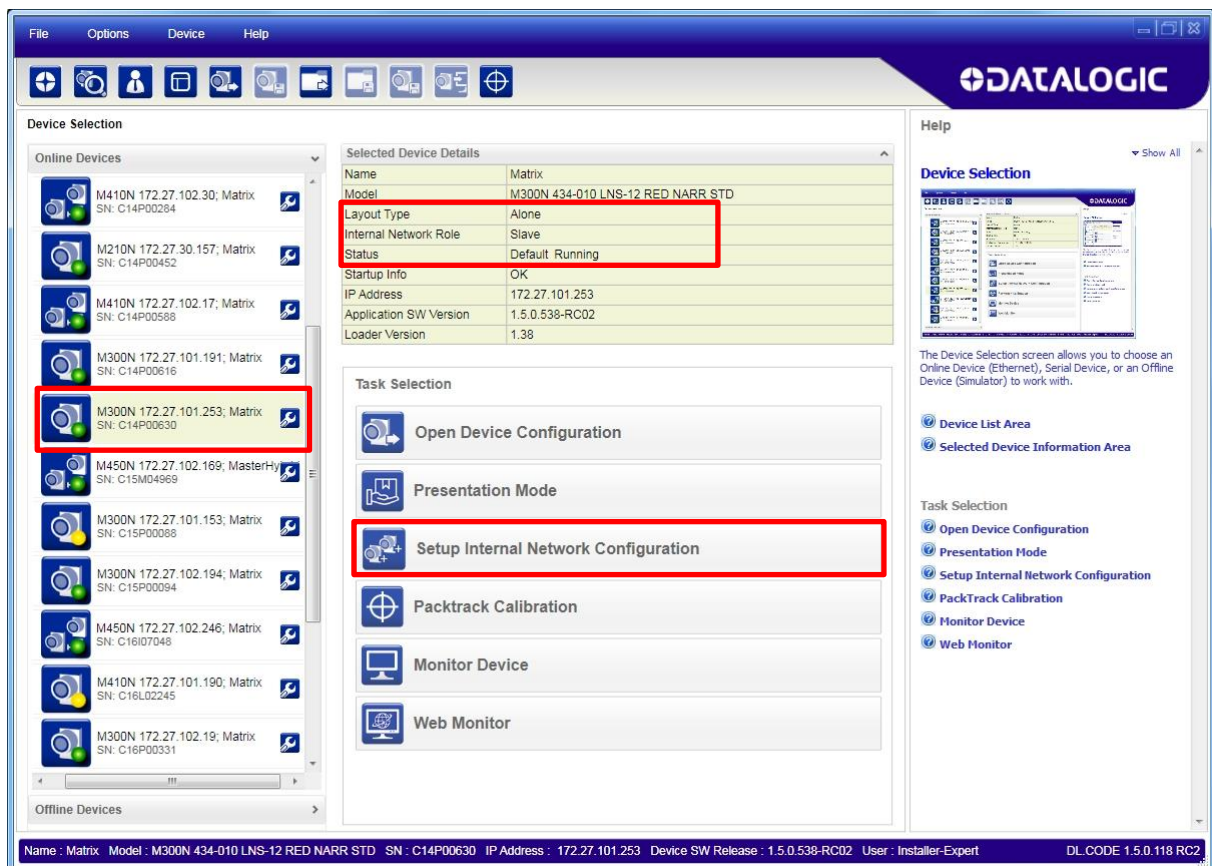 File Options Device Help
DATALOGIC
Device Selection
Online Devices
M410N 172.27.102.30; Matrix
SN: C14P00284
M210N 172.27.30.157; Matrix
SN: C14P00452
M410N 172.27.102.17; Matrix
SN: C14P00588
M300N 172.27.101.191; Matrix
SN: C14P00616
M300N 172.27.101.253; Matrix
SN: C14P00630
M450N 172.27.102.169; MasterHy
SN: C15M04969
M300N 172.27.101.153; Matrix
SN: C15P00088
M300N 172.27.102.194; Matrix
SN: C15P00094
M450N 172.27.102.246; Matrix
SN: C16I07048
M410N 172.27.101.190; Matrix
SN: C16L02245
M300N 172.27.102.19; Matrix
SN: C16P00331
Offline Devices
Selected Device Details
Name Matrix
Model M300N 434-010 LNS-12 RED NARR STD
Layout Type Alone
Internal Network Role Slave
Status Default Running
Startup Info OK
IP Address 172.27.101.253
Application SW Version 1.5.0.538-RC02
Loader Version 1.38
Task Selection
Open Device Configuration
Presentation Mode
Setup Internal Network Configuration
Packtrack Calibration
Monitor Device
Web Monitor
Help
Show All
Device Selection
The Device Selection screen allows you to choose an
Online Device (Ethernet), Serial Device, or an Offline
Device (Simulator) to work with.
Device List Area
Selected Device Information Area
Task Selection
Open Device Configuration
Presentation Mode
Setup Internal Network Configuration
PackTrack Calibration
Monitor Device
Web Monitor
Name : Matrix Model : M300N 434-010 LNS-12 RED NARR STD SN : C14P00630 IP Address : 172.27.101.253 Device SW Release : 1.5.0.538-RC02 User : Installer-Expert DL.CODE 1.5.0.118 RC2